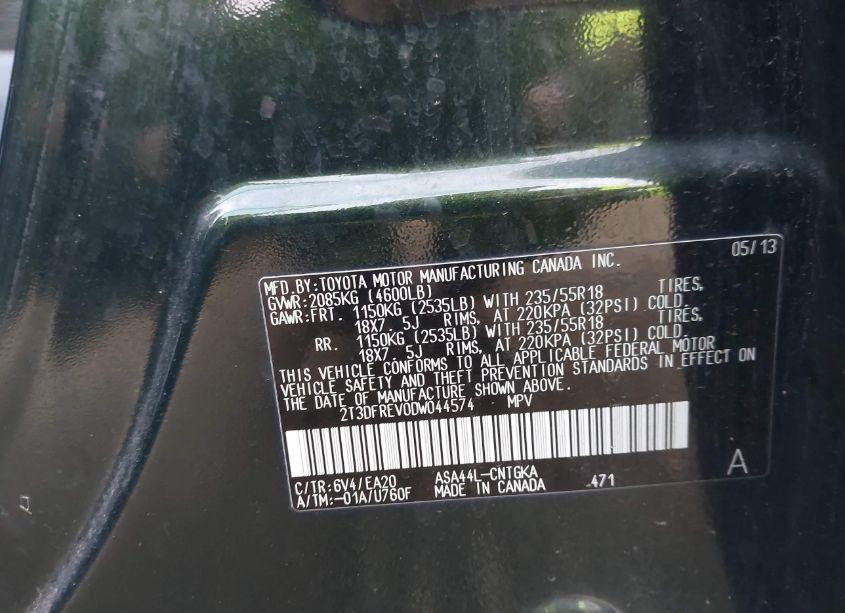 05/13
MFD.BY:TOYOTA MOTOR MANUFACTURING CANADA INC.
GVWR:2085KG (4600LB)
GAWR:FRT. 1150KG (2535LB) WITH 235/55R18 TIRES,
18X7. 5J RIMS, AT 220KPA (32PSI) COLD.
RR. 1150KG (2535LB) WITH 235/55R18 TIRES,
18X7. 5J RIMS, AT 220KPA (32PSI) COLD.
THIS VEHICLE CONFORMS TO ALL APPLICABLE FEDERAL MOTOR
VEHICLE SAFETY AND THEFT PREVENTION STANDARDS IN EFFECT ON
THE DATE OF MANUFACTURE SHOWN ABOVE.
2T3DFREV0DW044574 MPV
C/TR:6V4/EA20 ASA44L-CNTGKA 471
A/TM:-01A/U760F MADE IN CANADA
A